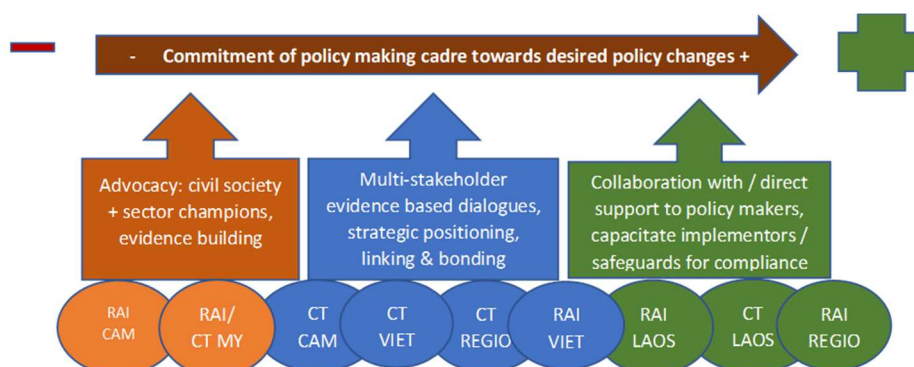 - Commitment of policy making cadre towards desired policy changes +
Advocacy: civil society
+ sector champions,
evidence building
Multi-stakeholder
evidence based dialogues,
strategic positioning,
linking & bonding
Collaboration with / direct
support to policy makers,
capacitate implementors /
safeguards for compliance
RAI
CAM
RAI/
CT MY
CT
CAM
CT
VIET
CT
REGIO
RAI
VIET
RAI
LAOS
CT
LAOS
RAI
REGIO